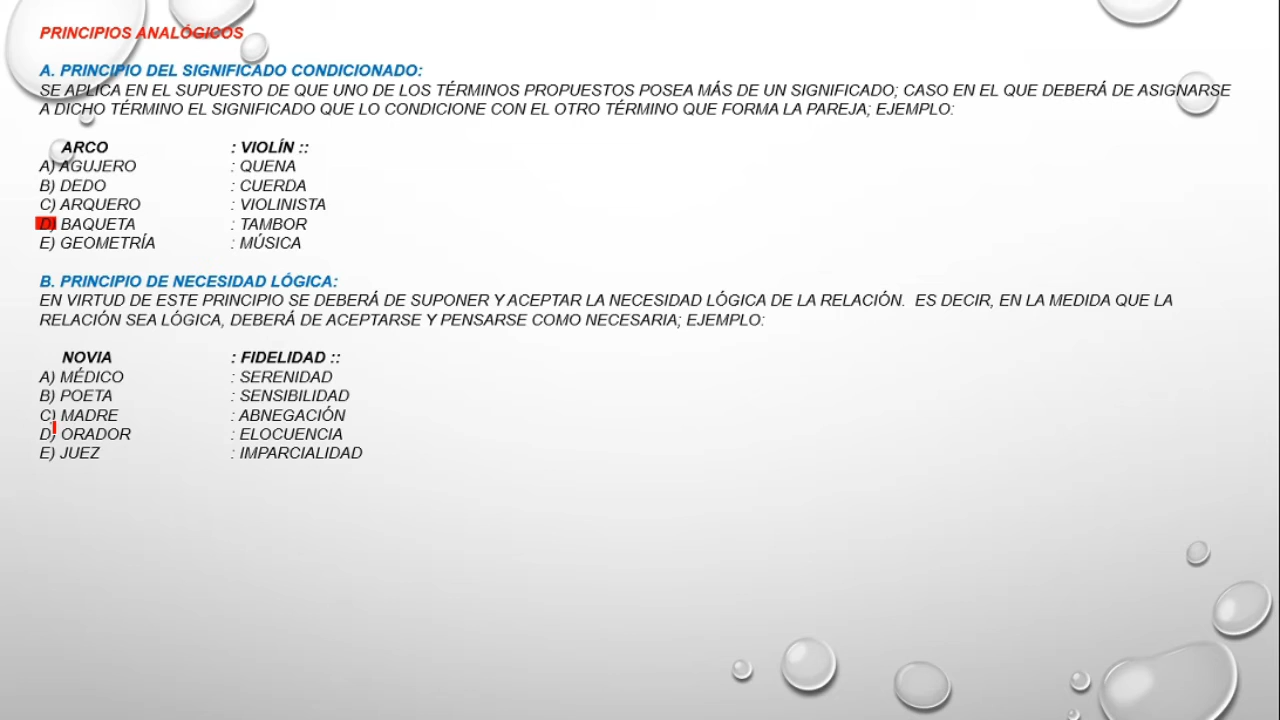 PRINCIPIOS ANALÓGICOS
A. PRINCIPIO DEL SIGNIFICADO CONDICIONADO:
SE APLICA EN EL SUPUESTO DE QUE UNO DE LOS TÉRMINOS PROPUESTOS POSEA MÁS DE UN SIGNIFICADO; CASO EN EL QUE DEBERÁ DE ASIGNARSE
A DICHO TÉRMINO EL SIGNIFICADO QUE LO CONDICIONE CON EL OTRO TÉRMINO QUE FORMA LA PAREJA; EJEMPLO:
ARCO : VIOLÍN ::
A) AGUJERO : QUENA
B) DEDO : CUERDA
C) ARQUERO : VIOLINISTA
D) BAQUETA : TAMBOR
E) GEOMETRÍA : MÚSICA
B. PRINCIPIO DE NECESIDAD LÓGICA:
EN VIRTUD DE ESTE PRINCIPIO SE DEBERÁ DE SUPONER Y ACEPTAR LA NECESIDAD LÓGICA DE LA RELACIÓN. ES DECIR, EN LA MEDIDA QUE LA
RELACIÓN SEA LÓGICA, DEBERÁ DE ACEPTARSE Y PENSARSE COMO NECESARIA; EJEMPLO:
NOVIA : FIDELIDAD ::
A) MÉDICO : SERENIDAD
B) POETA : SENSIBILIDAD
C) MADRE : ABNEGACIÓN
D) ORADOR : ELOCUENCIA
E) JUEZ : IMPARCIALIDAD